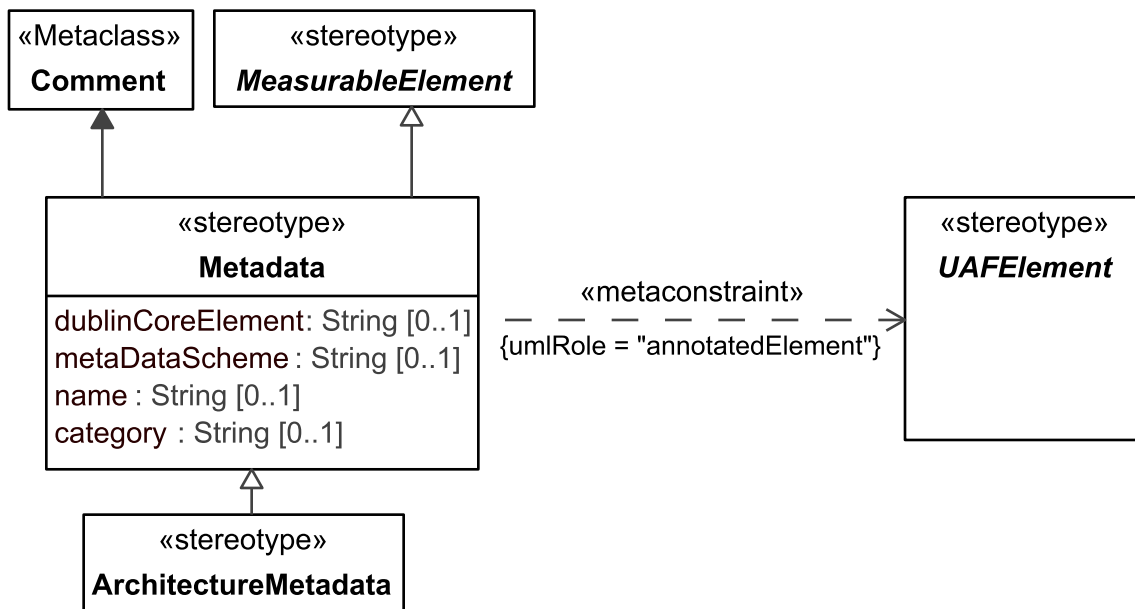 «Metaclass»
Comment
«stereotype»
MeasurableElement
«stereotype»
Metadata
dublinCoreElement: String [0..1]
metaDataScheme : String [0..1]
name : String [0..1]
category : String [0..1]
«metaconstraint»
{umlRole = "annotatedElement"}
«stereotype»
UAFElement
«stereotype»
ArchitectureMetadata